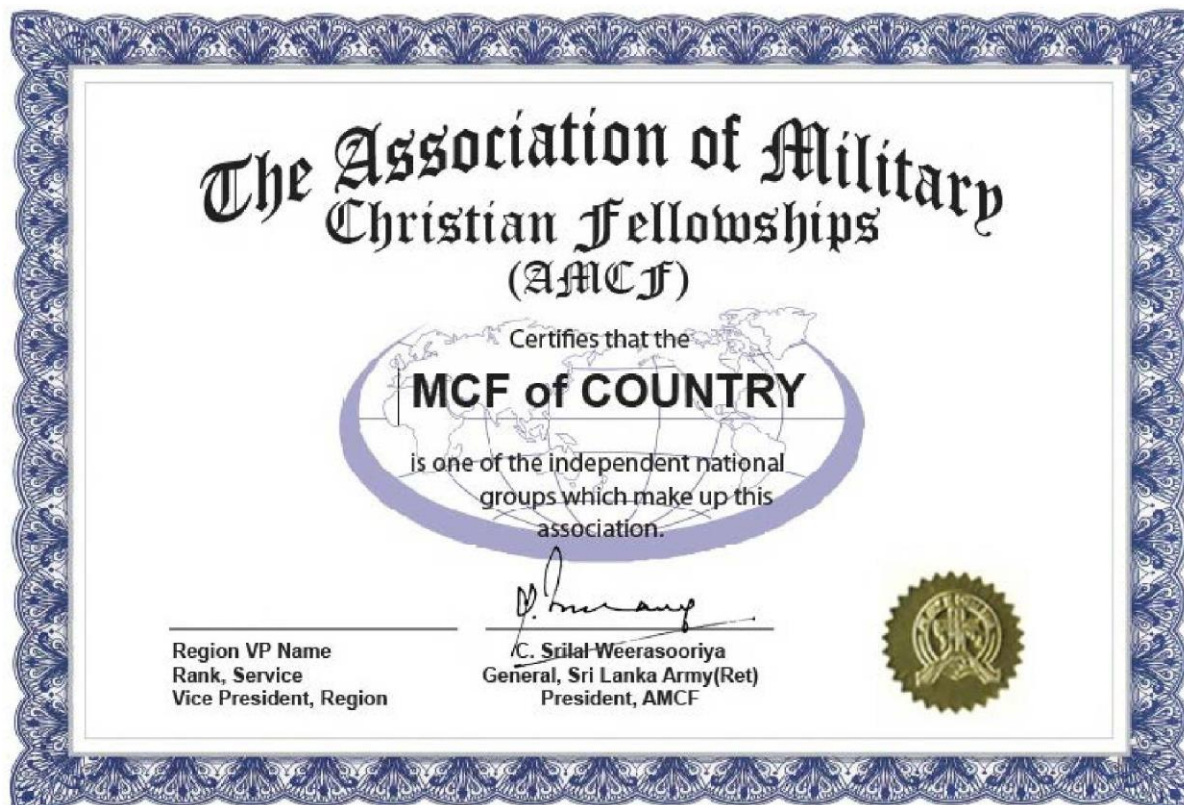 The Association of Military
Christian Fellowships
(AMCF)
Certifies that the
MCF of COUNTRY
is one of the independent national
groups which make up this
association.
Region VP Name
Rank, Service
Vice President, Region
C. Srilal Weerasooriya
General, Sri Lanka Army(Ret)
President, AMCF